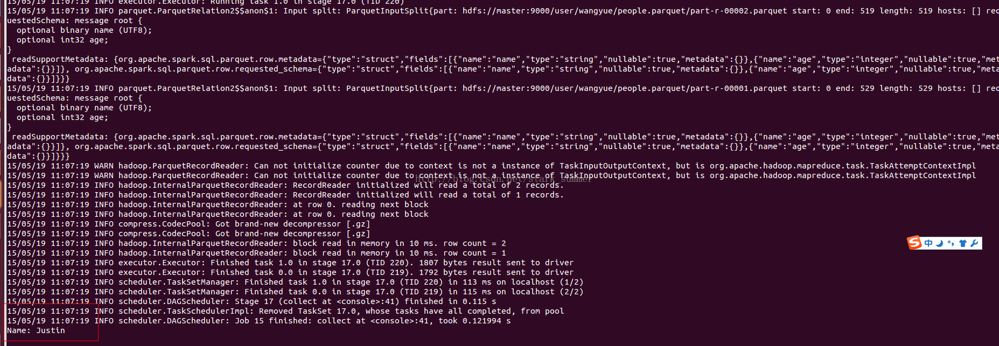 15/05/19 11:07:19 INFO executor.Executor: Running task 1.0 in stage 17.0 (TID 220)
15/05/19 11:07:19 INFO parquet.ParquetRelation2$$anon$1: Input split: ParquetInputSplit{part: hdfs://master:9000/user/wangyue/people.parquet/part-r-00002.parquet start: 0 end: 519 length: 519 hosts: [] req
uestedSchema: message root {
  optional binary name (UTF8);
  optional int32 age;
}
 readSupportMetadata: {org.apache.spark.sql.parquet.row.metadata={"type":"struct","fields":[{"name":"name","type":"string","nullable":true,"metadata":{}},{"name":"age","type":"integer","nullable":true,"met
adata":{}}]}, org.apache.spark.sql.parquet.row.requested_schema={"type":"struct","fields":[{"name":"name","type":"string","nullable":true,"metadata":{}},{"name":"age","type":"integer","nullable":true,"meta
data":{}}]}}}
15/05/19 11:07:19 INFO parquet.ParquetRelation2$$anon$1: Input split: ParquetInputSplit{part: hdfs://master:9000/user/wangyue/people.parquet/part-r-00001.parquet start: 0 end: 529 length: 529 hosts: [] req
uestedSchema: message root {
  optional binary name (UTF8);
  optional int32 age;
}
 readSupportMetadata: {org.apache.spark.sql.parquet.row.metadata={"type":"struct","fields":[{"name":"name","type":"string","nullable":true,"metadata":{}},{"name":"age","type":"integer","nullable":true,"met
adata":{}}]}, org.apache.spark.sql.parquet.row.requested_schema={"type":"struct","fields":[{"name":"name","type":"string","nullable":true,"metadata":{}},{"name":"age","type":"integer","nullable":true,"meta
data":{}}]}}}
15/05/19 11:07:19 WARN hadoop.ParquetRecordReader: Can not initialize counter due to context is not a instance of TaskInputOutputContext, but is org.apache.hadoop.mapreduce.task.TaskAttemptContextImpl
15/05/19 11:07:19 WARN hadoop.ParquetRecordReader: Can not initialize counter due to context is not a instance of TaskInputOutputContext, but is org.apache.hadoop.mapreduce.task.TaskAttemptContextImpl
http://blog.csdn.net/stark_summer
15/05/19 11:07:19 INFO hadoop.InternalParquetRecordReader: RecordReader initialized will read a total of 2 records.
15/05/19 11:07:19 INFO hadoop.InternalParquetRecordReader: RecordReader initialized will read a total of 1 records.
15/05/19 11:07:19 INFO hadoop.InternalParquetRecordReader: at row 0. reading next block
15/05/19 11:07:19 INFO hadoop.InternalParquetRecordReader: at row 0. reading next block
15/05/19 11:07:19 INFO compress.CodecPool: Got brand-new decompressor [.gz]
15/05/19 11:07:19 INFO compress.CodecPool: Got brand-new decompressor [.gz]
15/05/19 11:07:19 INFO hadoop.InternalParquetRecordReader: block read in memory in 10 ms. row count = 2
中
15/05/19 11:07:19 INFO hadoop.InternalParquetRecordReader: block read in memory in 10 ms. row count = 1
15/05/19 11:07:19 INFO executor.Executor: Finished task 1.0 in stage 17.0 (TID 220). 1807 bytes result sent to driver
15/05/19 11:07:19 INFO executor.Executor: Finished task 0.0 in stage 17.0 (TID 219). 1792 bytes result sent to driver
15/05/19 11:07:19 INFO scheduler.TaskSetManager: Finished task 1.0 in stage 17.0 (TID 220) in 113 ms on localhost (1/2)
15/05/19 11:07:19 INFO scheduler.TaskSetManager: Finished task 0.0 in stage 17.0 (TID 219) in 115 ms on localhost (2/2)
15/05/19 11:07:19 INFO scheduler.DAGScheduler: Stage 17 (collect at <console>:41) finished in 0.115 s
15/05/19 11:07:19 INFO scheduler.TaskSchedulerImpl: Removed TaskSet 17.0, whose tasks have all completed, from pool
15/05/19 11:07:19 INFO scheduler.DAGScheduler: Job 15 finished: collect at <console>:41, took 0.121994 s
Name: Justin